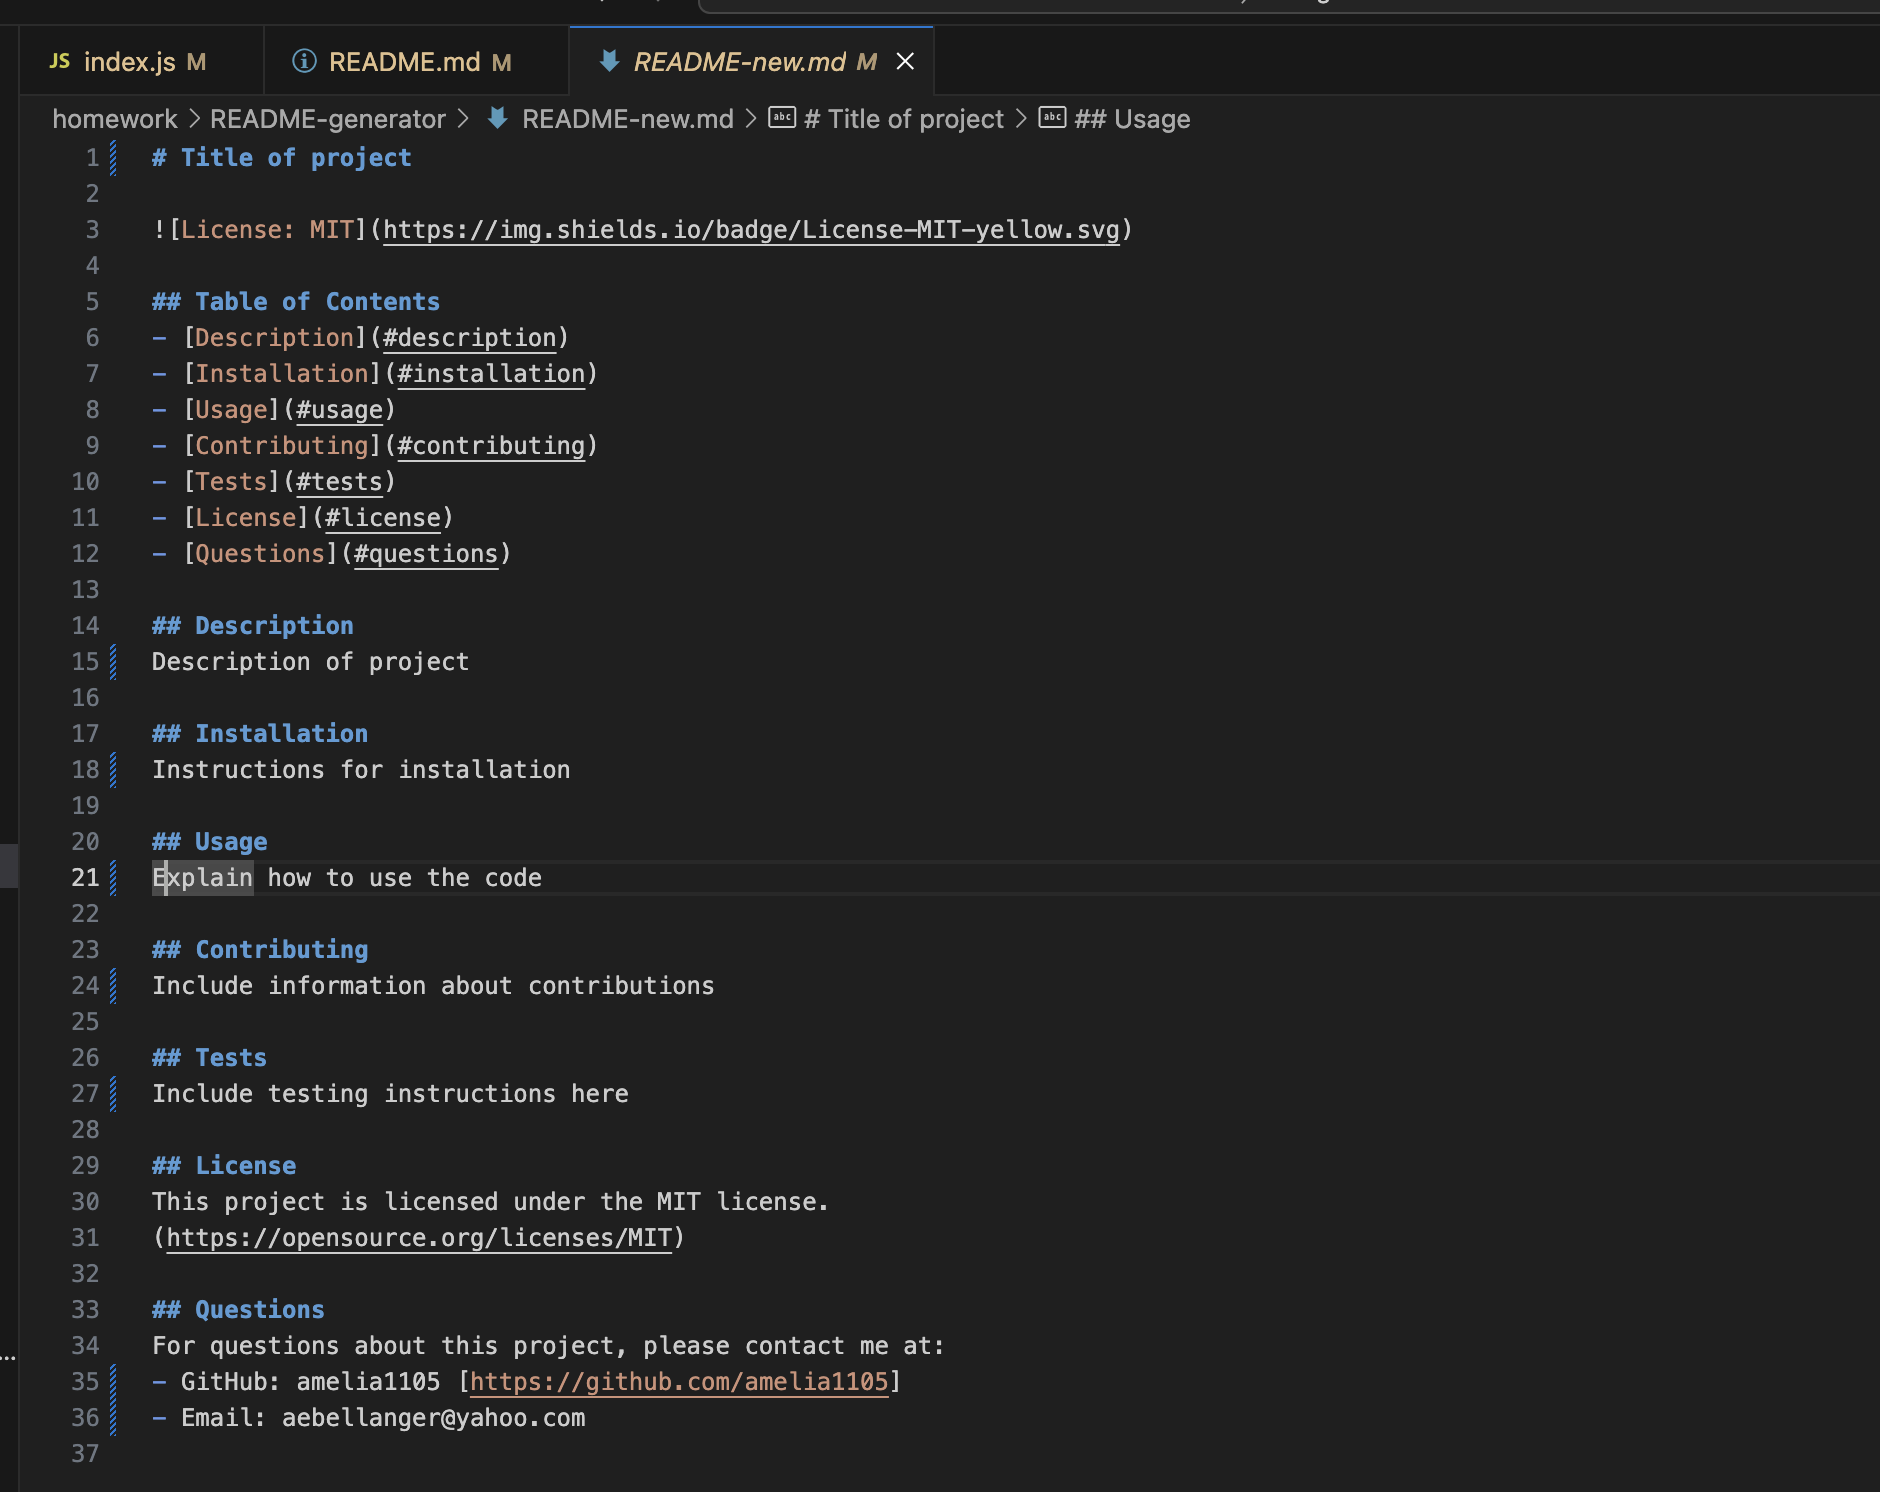 JS index.js M README.md M README-new.md M
homework > README-generator > README-new.md > abc # Title of project > abc ## Usage
1 # Title of project
2
3 ![License: MIT](https://img.shields.io/badge/License-MIT-yellow.svg)
4
5 ## Table of Contents
6 - [Description](#description)
7 - [Installation](#installation)
8 - [Usage](#usage)
9 - [Contributing](#contributing)
10 - [Tests](#tests)
11 - [License](#license)
12 - [Questions](#questions)
13
14 ## Description
15 Description of project
16
17 ## Installation
18 Instructions for installation
19
20 ## Usage
21 Explain how to use the code
22
23 ## Contributing
24 Include information about contributions
25
26 ## Tests
27 Include testing instructions here
28
29 ## License
30 This project is licensed under the MIT license.
31 (https://opensource.org/licenses/MIT)
32
33 ## Questions
34 For questions about this project, please contact me at:
35 - GitHub: amelia1105 [https://github.com/amelia1105]
36 - Email: aebellanger@yahoo.com
37